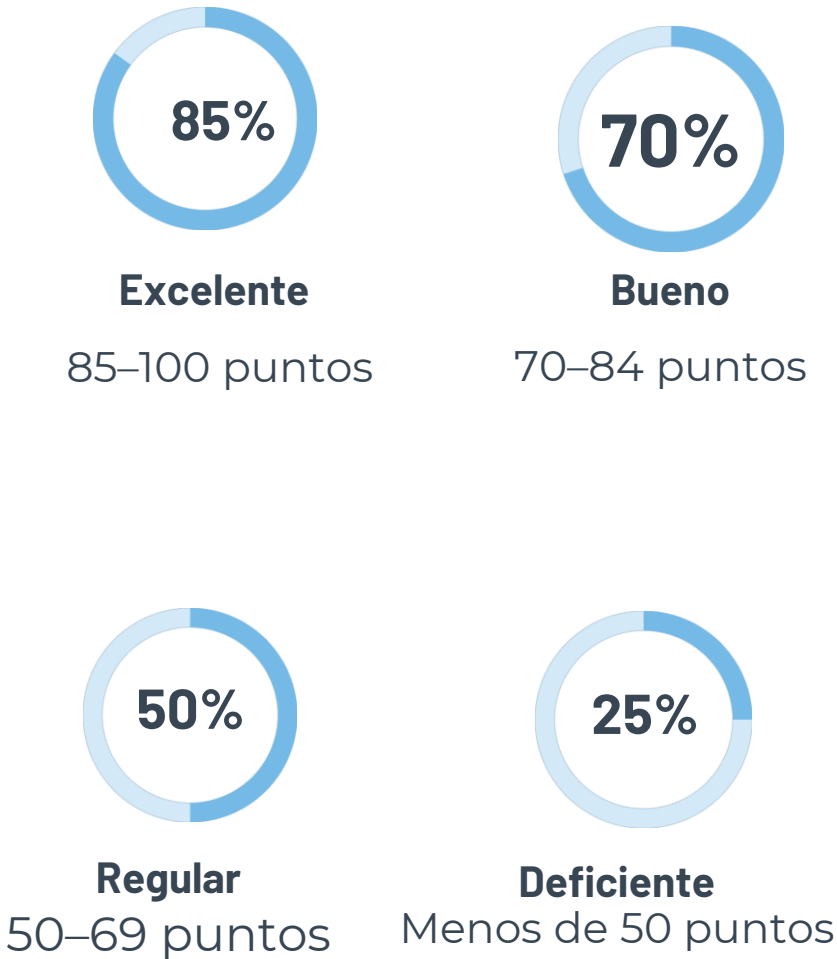 85%
Excelente
85–100 puntos
70%
Bueno
70–84 puntos
50%
Regular
50–69 puntos
25%
Deficiente
Menos de 50 puntos